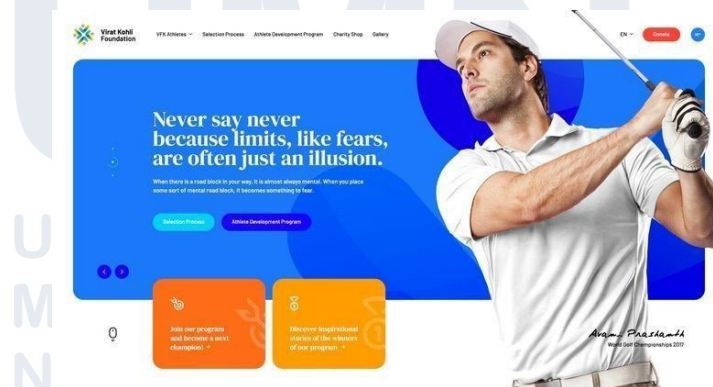 Virat Kohli
Foundation
VFK Athletes
Selection Process
Athlete Development Program
Charity Shop
Gallery
EN
Donate
Never say never
because limits, like fears,
are often just an illusion.
When there is a road block in your way, it is almost always mental. When you place
some sort of mental road block, it becomes something to fear.
Selection Process
Athlete Development Program
Join our program
and become a next
champion! →
Discover inspirational
stories of the winners
of our program →
Avami Prashanth
World Golf Championships 2017
U
M
N